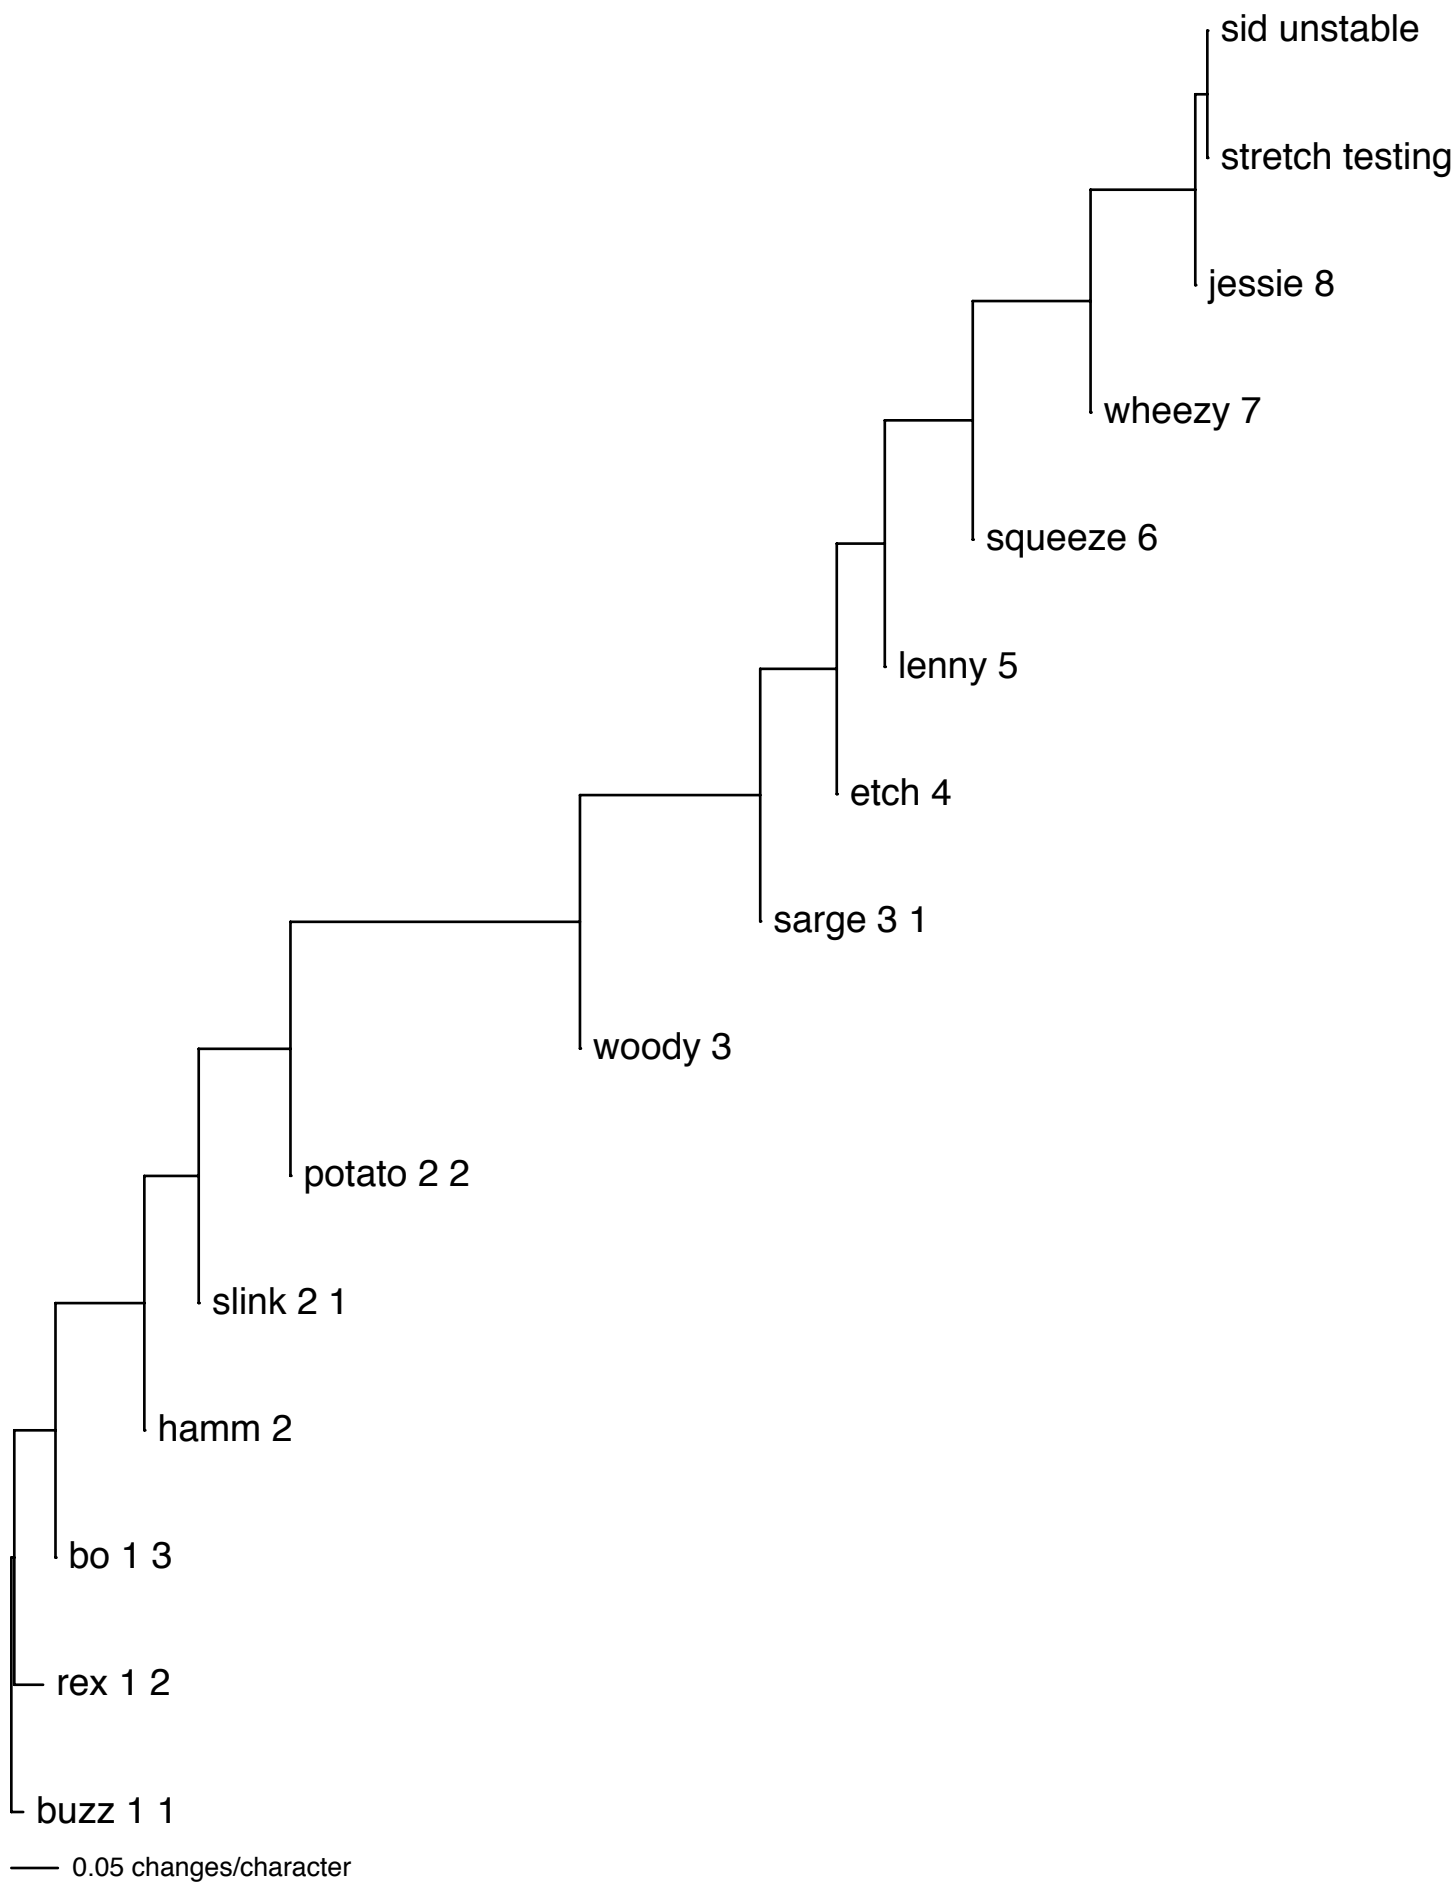 sid unstable
stretch testing
jessie 8
wheezy 7
squeeze 6
lenny 5
etch 4
sarge 3 1
woody 3
potato 2 2
slink 2 1
hamm 2
bo 1 3
rex 1 2
buzz 1 1
0.05 changes/character